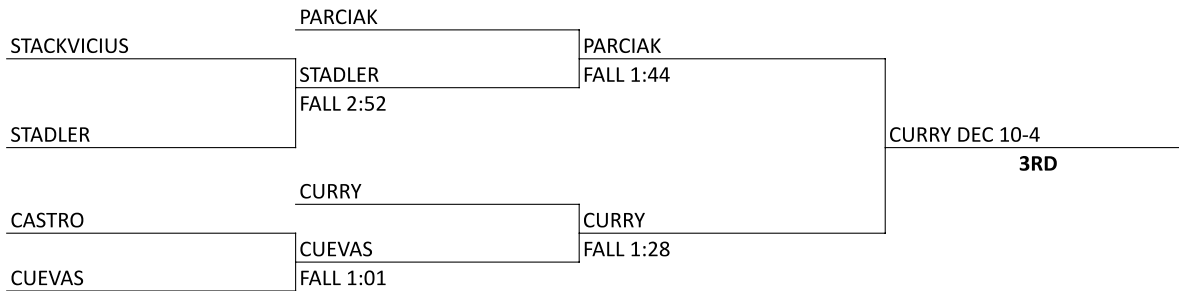 PARCIAK
STACKVICIUS
PARCIAK
STADLER
FALL 1:44
FALL 2:52
STADLER
CURRY DEC 10-4
3RD
CURRY
CASTRO
CURRY
CUEVAS
FALL 1:28
CUEVAS
FALL 1:01